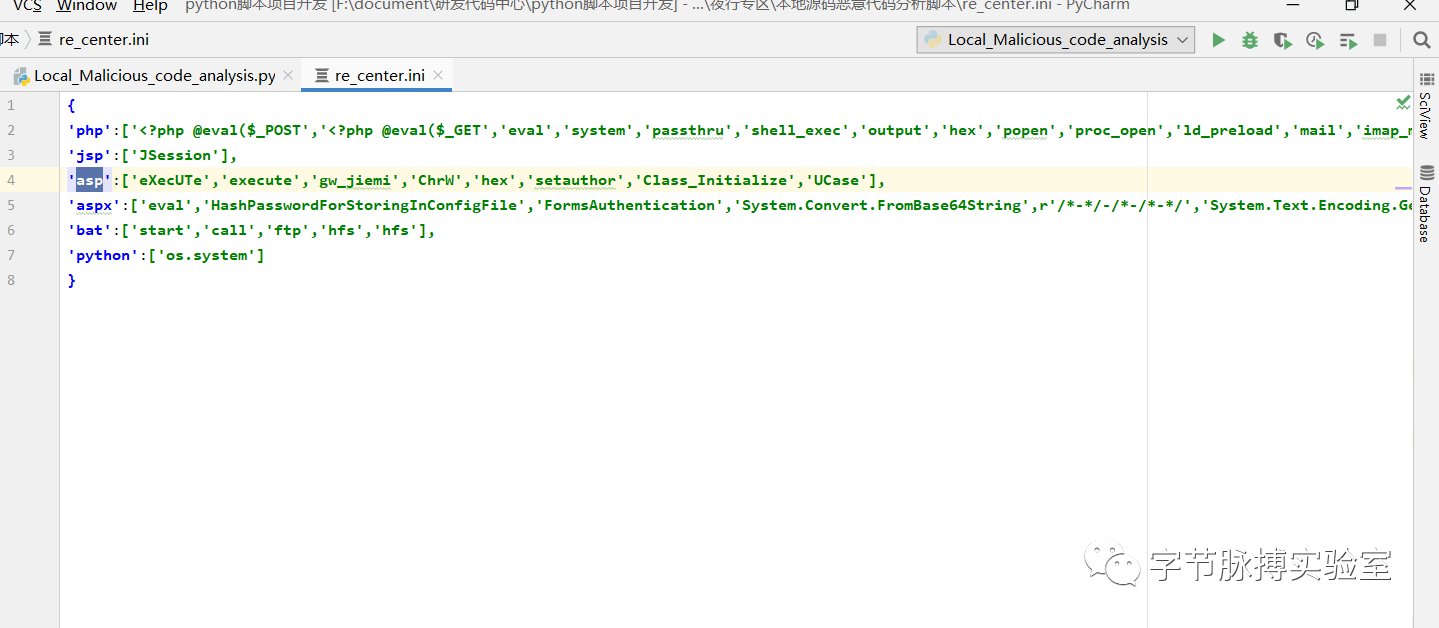 VCS Window Help python脚本项目开发 [F:\document\研发代码中心\python脚本项目开发] - ...\夜行专区\本地源码恶意代码分析脚本\re_center.ini - PyCharm
脚本 re_center.ini Local_Malicious_code_analysis
Local_Malicious_code_analysis.py re_center.ini
1 {
2 'php':['<?php @eval($_POST','<?php @eval($_GET','eval','system','passthru','shell_exec','output','hex','popen','proc_open','ld_preload','mail','imap_
3 'jsp':['JSession'],
4 'asp':['eXecUTe','execute','gw_jiemi','ChrW','hex','setauthor','Class_Initialize','UCase'],
5 'aspx':['eval','HashPasswordForStoringInConfigFile','FormsAuthentication','System.Convert.FromBase64String',r'/*-*/-/*-/*-*/','System.Text.Encoding.Ge
6 'bat':['start','call','ftp','hfs','hfs'],
7 'python':['os.system']
8 }
SciView
Database
字节脉搏实验室